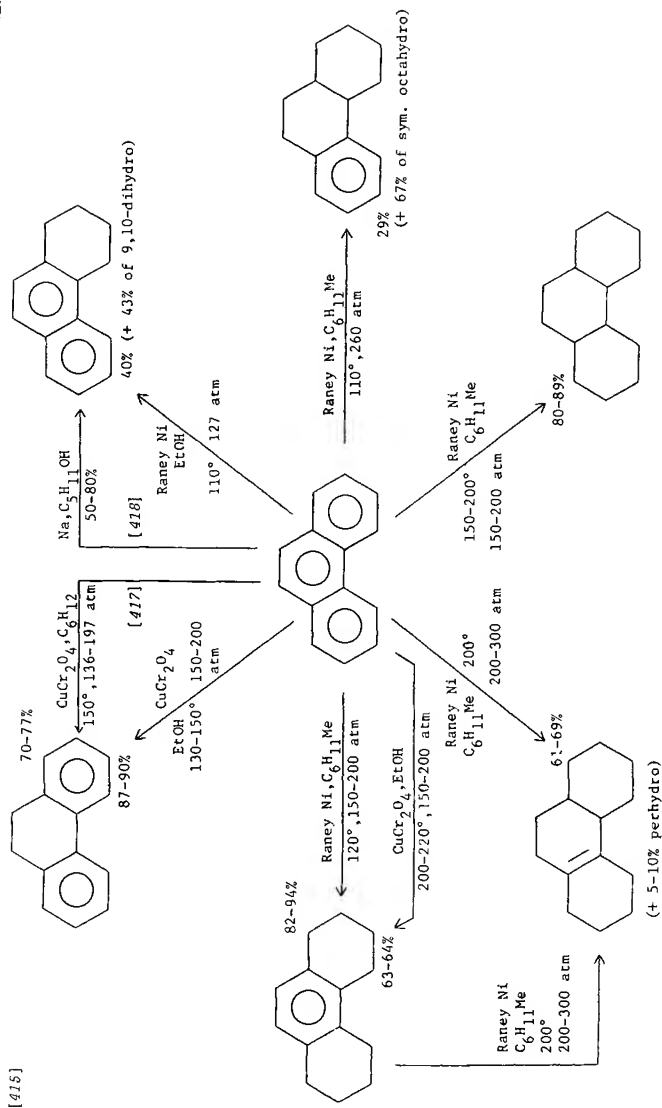 [415]
70-77%
CuCr2O4,C6H12
150°,136-197 atm
[417]
87-90%
CuCr2O4
EtOH 150-200
130-150° atm
Na,C5H11OH
50-80%
[418]
Raney Ni
EtOH
110° 127 atm
40% (+ 43% of 9,10-dihydro)
82-94%
63-64%
Raney Ni,C6H11Me
120°,150-200 atm
CuCr2O4,EtOH
200-220°,150-200 atm
Raney Ni,C6H11Me
110°,260 atm
29%
(+ 67% of sym. octahydro)
Raney Ni
C6H11Me
200°
200-300 atm
Raney Ni 200°
C6H11Me
200-300 atm
(+ 5-10% perhydro)
Raney Ni
C6H11Me
150-200°
150-200 atm
80-89%